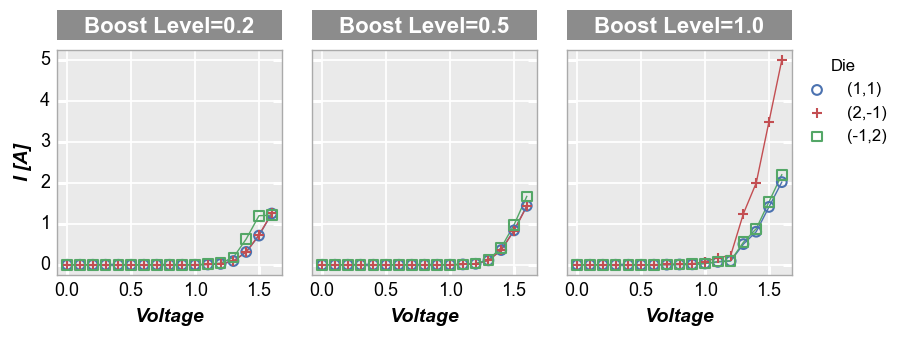 Boost Level=0.2
Boost Level=0.5
Boost Level=1.0
Die
(1,1)
(2,-1)
(-1,2)
I [A]
5
4
3
2
1
0
0.0 0.5 1.0 1.5
0.0 0.5 1.0 1.5
0.0 0.5 1.0 1.5
Voltage
Voltage
Voltage